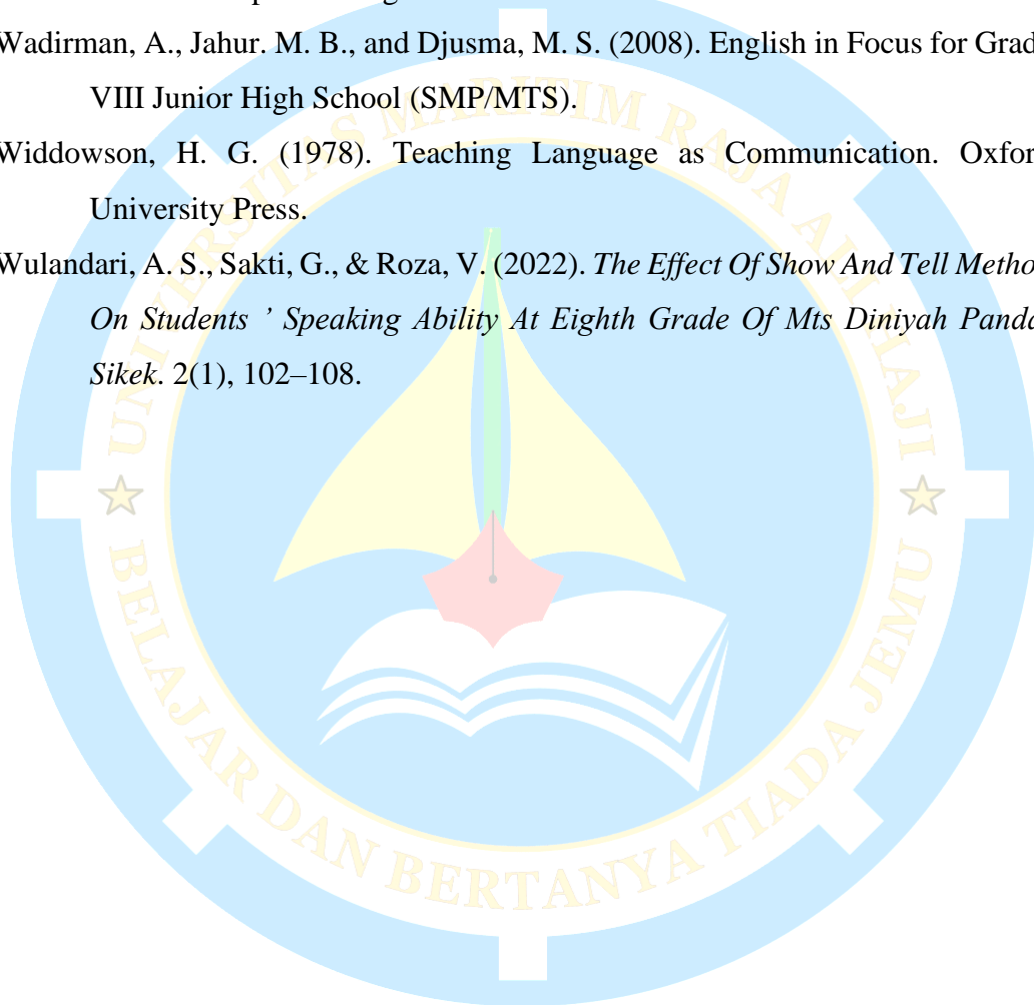 Wadirman, A., Jahur. M. B., and Djusma, M. S. (2008). English in Focus for Grad
VIII Junior High School (SMP/MTS).
Widdowson, H. G. (1978). Teaching Language as Communication. Oxfor
University Press.
Wulandari, A. S., Sakti, G., & Roza, V. (2022). The Effect Of Show And Tell Metho
On Students ’ Speaking Ability At Eighth Grade Of Mts Diniyah Panda
Sikek. 2(1), 102–108.
UNIVERSITAS MARITIM RAJA ALI HAJI
BELAJAR DAN BERTANYA TIADA JEMU